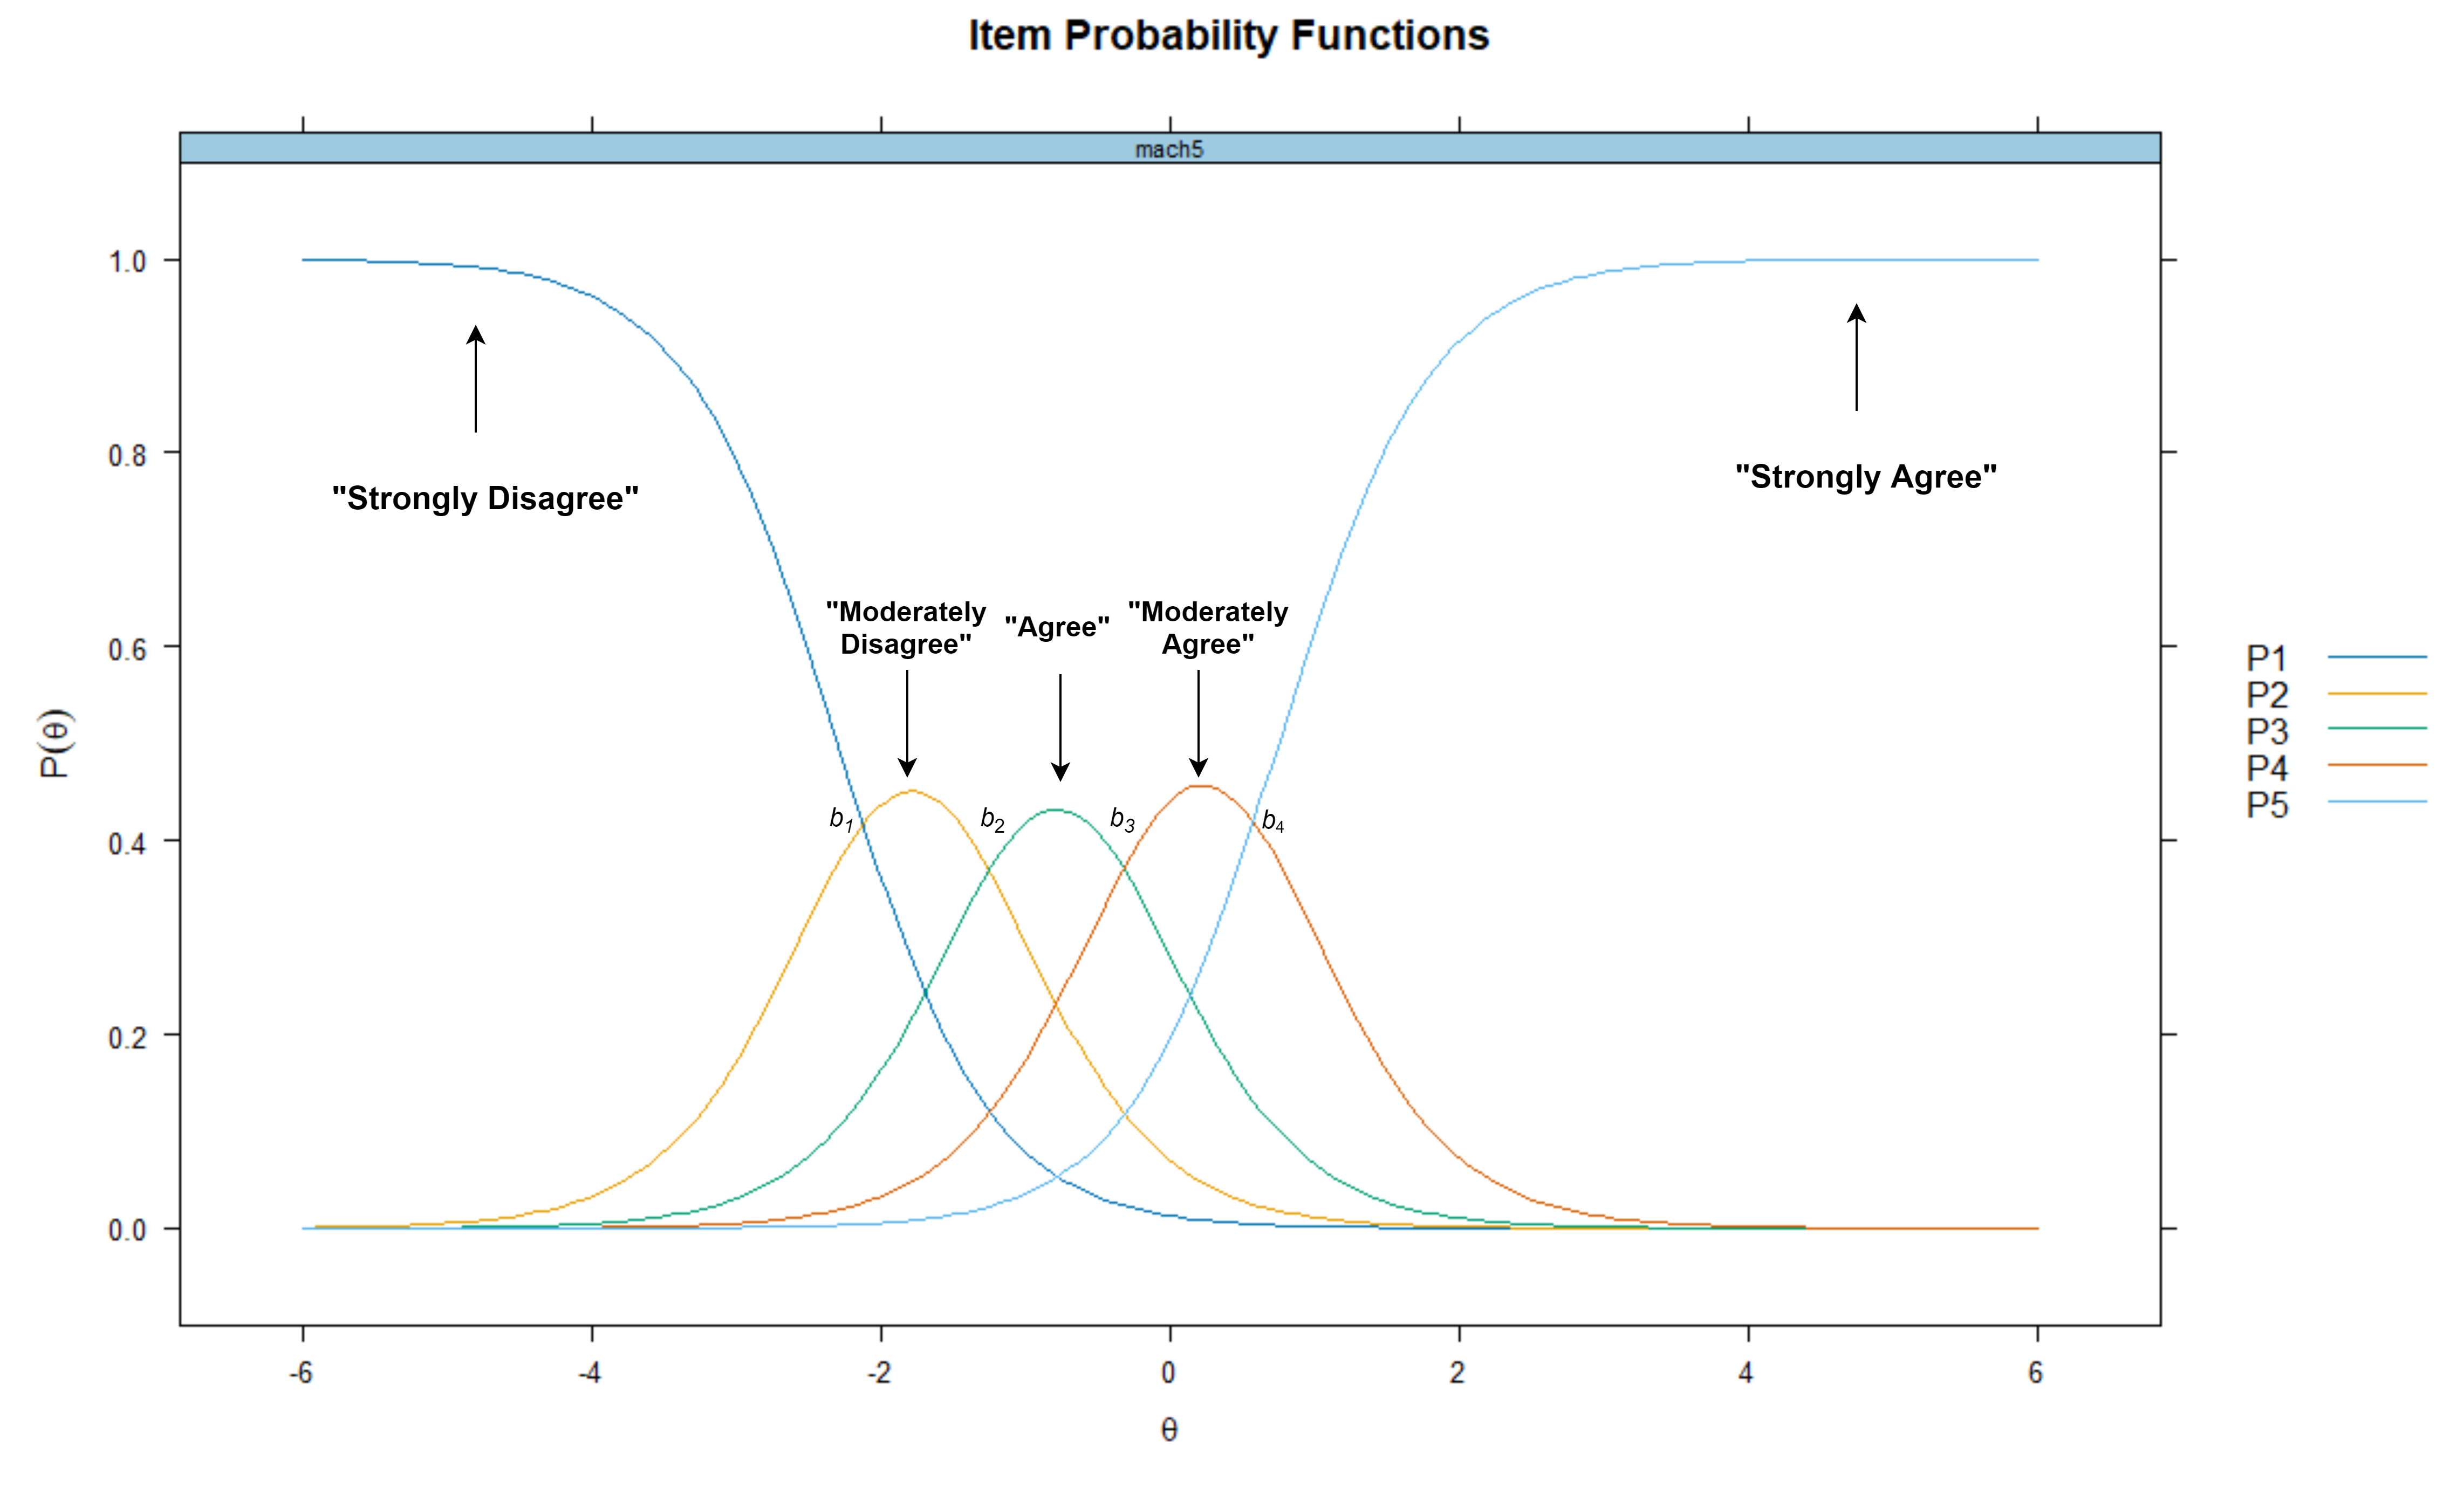 Item Probability Functions
mach5
1.0
0.8
0.6
0.4
0.2
0.0
P(θ)
"Strongly Disagree"
"Moderately
Disagree"
"Agree"
"Moderately
Agree"
"Strongly Agree"
b1
b2
b3
b4
P1
P2
P3
P4
P5
-6 -4 -2 0 2 4 6
θ